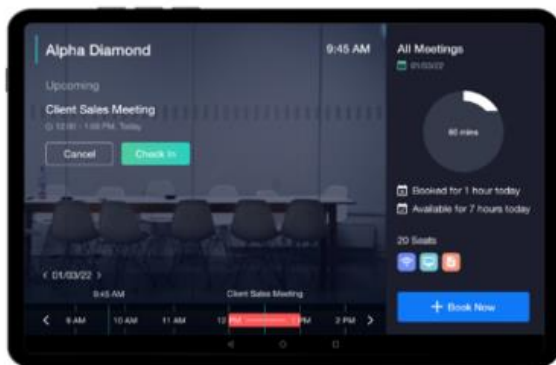 Alpha Diamond
9:45 AM
Upcoming
Client Sales Meeting
12:00 - 1:00 PM, Today
Cancel
Check In
< 01/03/22 >
9:45 AM
Client Sales Meeting
< 9 AM 10 AM 11 AM 12 PM 1 PM 2 PM >
All Meetings
01/03/22
60 mins
Booked for 1 hour today
Available for 7 hours today
20 Seats
+ Book Now